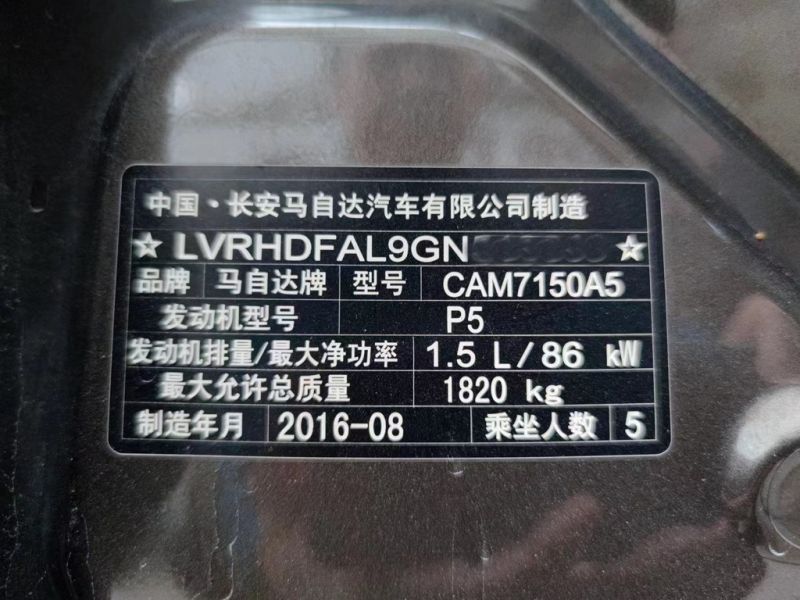 中国·长安马自达汽车有限公司制造
☆LVRHDFAL9GN ☆
品牌 马自达牌 型号 CAM7150A5
发动机型号 P5
发动机排量/最大净功率 1.5 L/86 kW
最大允许总质量 1820 kg
制造年月 2016-08 乘坐人数 5